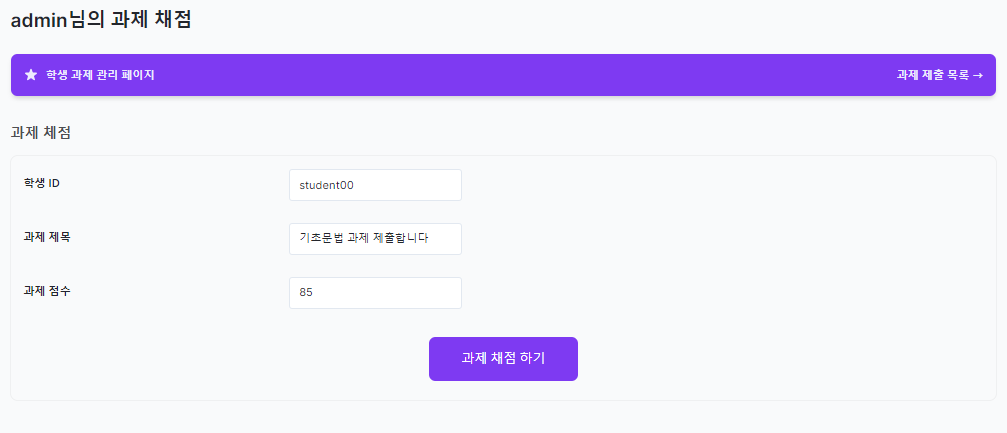 admin님의 과제 채점
★ 학생 과제 관리 페이지
과제 제출 목록 →
과제 체점
학생 ID
student00
과제 제목
기초문법 과제 제출합니다
과제 점수
85
과제 채점 하기